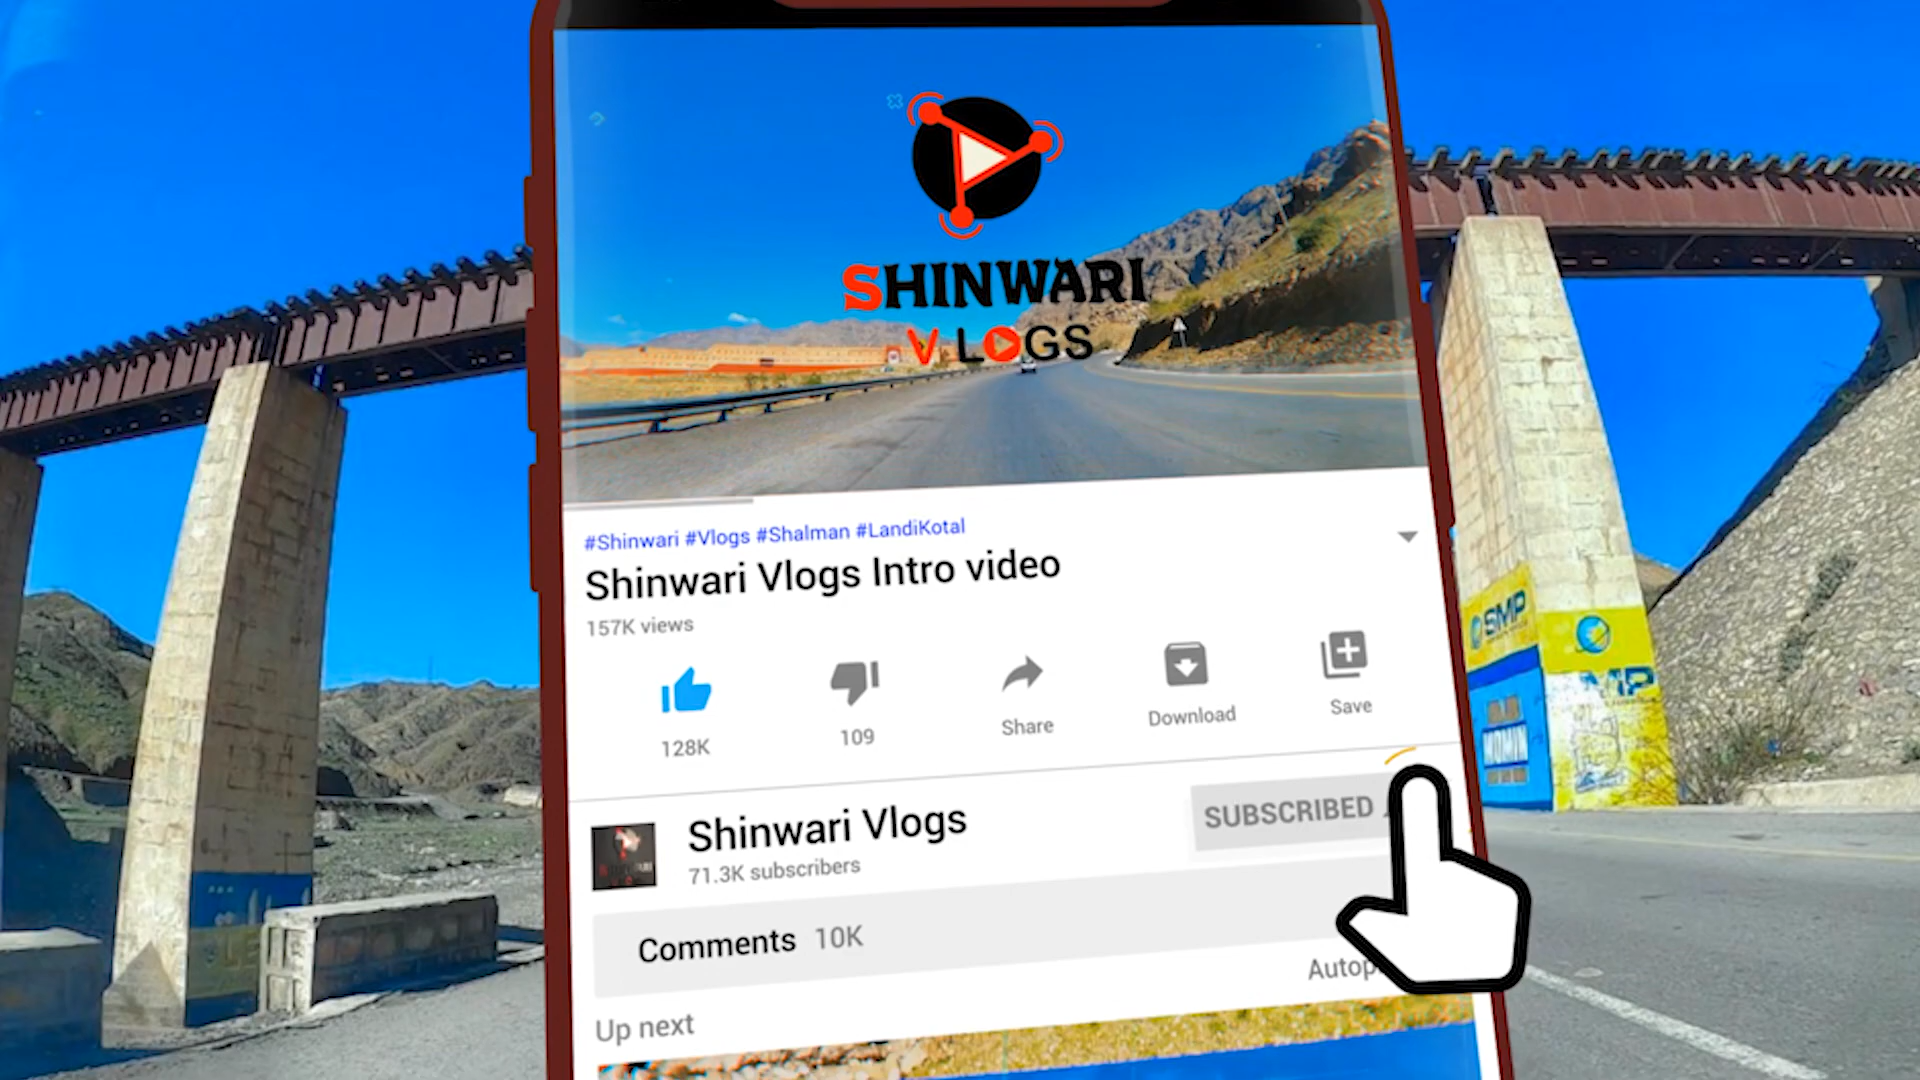 SHINWARI
VLOGS
#Shinwari #Vlogs #Shalman #LandiKotal
Shinwari Vlogs Intro video
157K views
128K
109
Share
Download
Save
Shinwari Vlogs
71.3K subscribers
SUBSCRIBED
Comments 10K
Up next
SMP
MOMIN